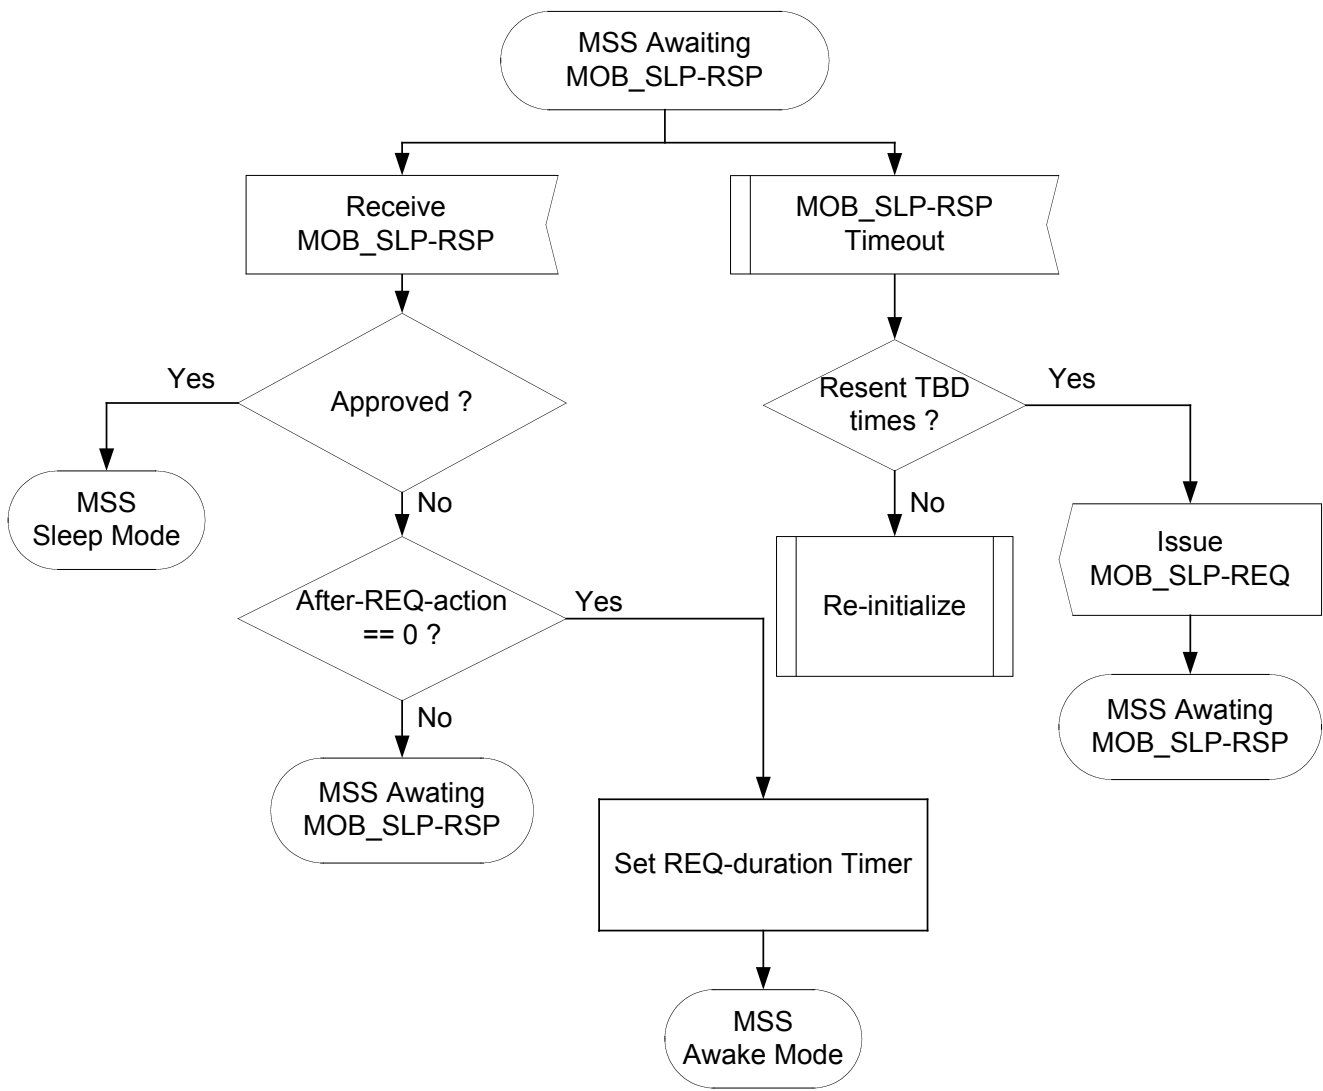 MSS Awaiting
MOB_SLP-RSP
Receive
MOB_SLP-RSP
MOB_SLP-RSP
Timeout
Yes
Approved ?
Resent TBD
times ?
Yes
MSS
Sleep Mode
No
No
Issue
MOB_SLP-REQ
After-REQ-action
== 0 ?
Yes
Re-initialize
No
MSS Awating
MOB_SLP-RSP
MSS Awating
MOB_SLP-RSP
Set REQ-duration Timer
MSS
Awake Mode